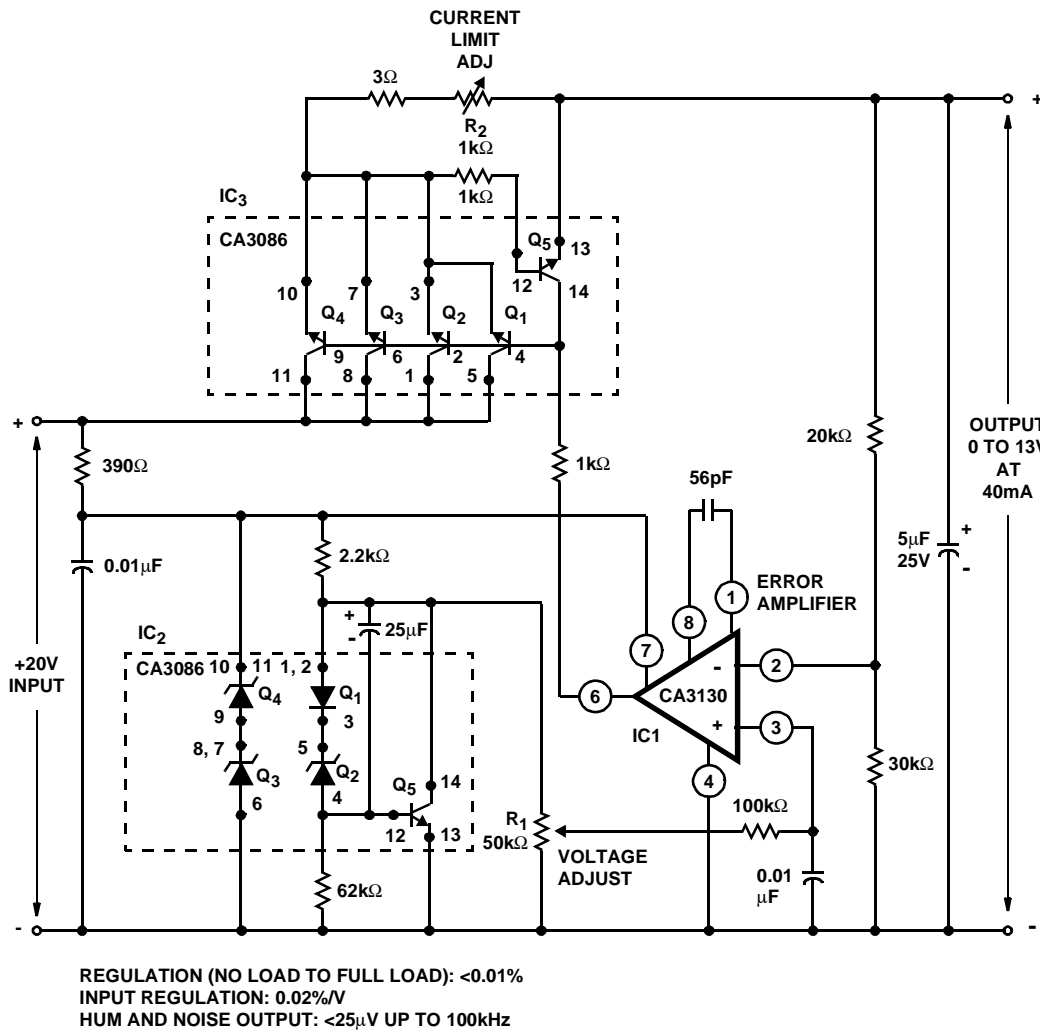 CURRENT
LIMIT
ADJ
3Ω
R2
1kΩ
1kΩ
IC3
CA3086
Q5
13
12
14
10
7
3
Q4
Q3
Q2
Q1
9
6
2
4
11
8
1
5
+
+
-
-
390Ω
0.01μF
+20V
INPUT
2.2kΩ
+
-
25μF
IC2
CA3086
10
11
1, 2
Q4
Q1
9
3
8, 7
5
Q3
Q2
6
4
Q5
14
12
13
62kΩ
1kΩ
56pF
ERROR
AMPLIFIER
1
8
7
6
2
3
4
-
+
CA3130
IC1
R1
50kΩ
VOLTAGE
ADJUST
100kΩ
0.01
μF
20kΩ
30kΩ
5μF
25V
+
-
OUTPUT
0 TO 13V
AT
40mA
REGULATION (NO LOAD TO FULL LOAD): <0.01%
INPUT REGULATION: 0.02%/V
HUM AND NOISE OUTPUT: <25μV UP TO 100kHz